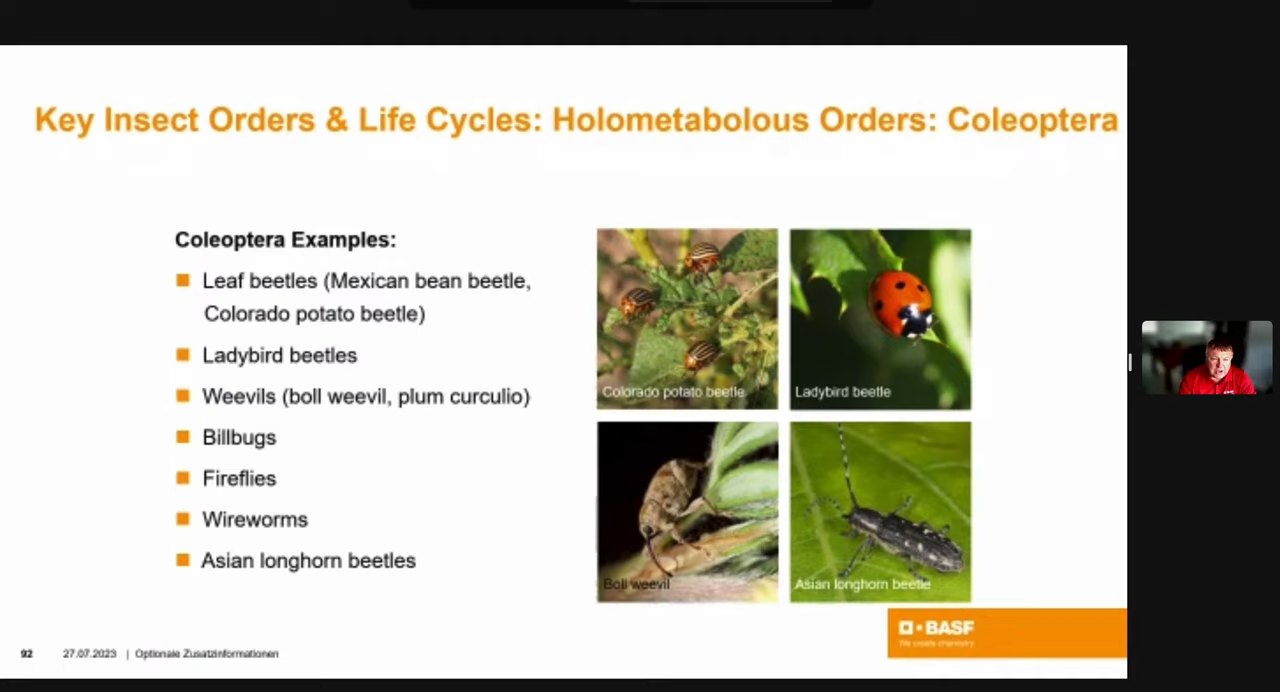 Key Insect Orders & Life Cycles: Holometabolous Orders: Coleoptera
Coleoptera Examples:
Leaf beetles (Mexican bean beetle,
Colorado potato beetle)
Ladybird beetles
Weevils (boll weevil, plum curculio)
Billbugs
Fireflies
Wireworms
Asian longhorn beetles
Colorado potato beetle
Ladybird beetle
Boll weevil
Asian longhorn beetle
BASF
We create chemistry
92 27.07.2023 | Optionale Zusatzinformationen